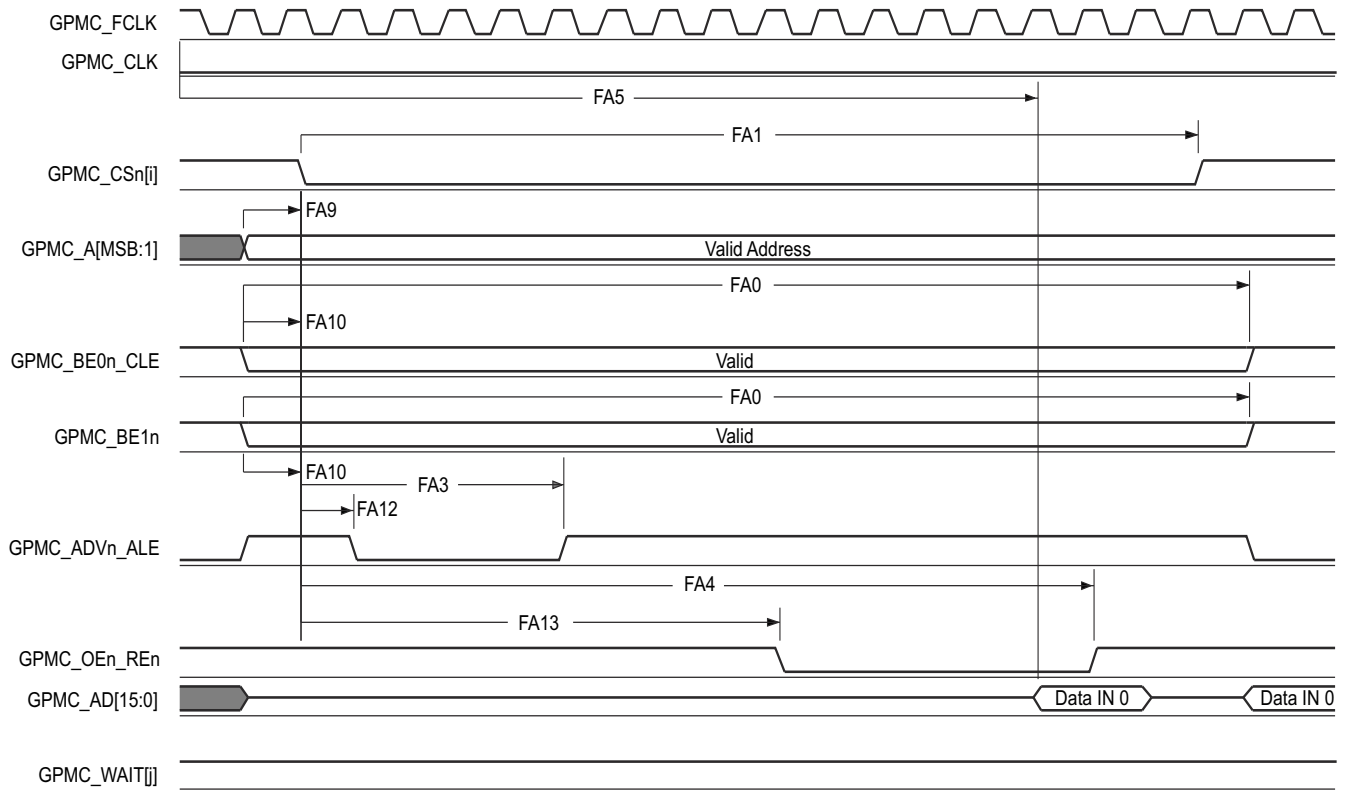 GPMC_FCLK
GPMC_CLK
FA5
FA1
GPMC_CSn[i]
FA9
GPMC_A[MSB:1]
Valid Address
FA0
FA10
GPMC_BE0n_CLE
Valid
FA0
GPMC_BE1n
Valid
FA10
FA3
FA12
GPMC_ADVn_ALE
FA4
FA13
GPMC_OEn_REn
GPMC_AD[15:0]
Data IN 0
Data IN 0
GPMC_WAIT[j]